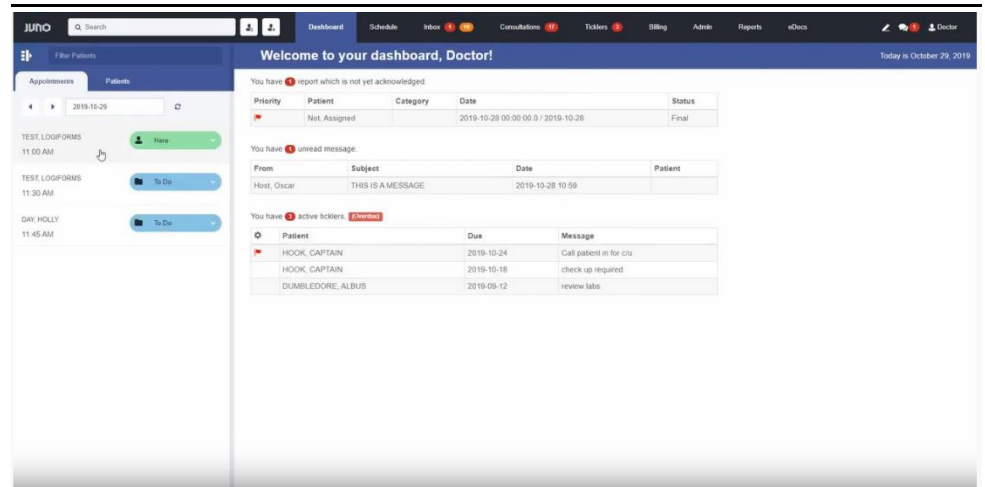 JUNO Search Dashboard Schedule Inbox 1 Consultations 17 Ticklers 3 Billing Admin Reports eDocs 1 Doctor
Filter Patients Welcome to your dashboard, Doctor! Today is October 29, 2019
Appointments Patients
2019-10-29
TEST, LOGIFORMS
11:00 AM
Here
TEST, LOGIFORMS
11:30 AM
To Do
DAY, HOLLY
11:45 AM
To Do
You have 1 report which is not yet acknowledged.
Priority Patient Category Date Status
Not, Assigned 2019-10-28 00:00:00.0 / 2019-10-28 Final
You have 1 unread message.
From Subject Date Patient
Host, Oscar THIS IS A MESSAGE 2019-10-28 10:59
You have 3 active ticklers. [Overdue]
Patient Due Message
HOOK, CAPTAIN 2019-10-24 Call patient in for c/u
HOOK, CAPTAIN 2019-10-18 check up required
DUMBLEDORE, ALBUS 2019-09-12 review labs